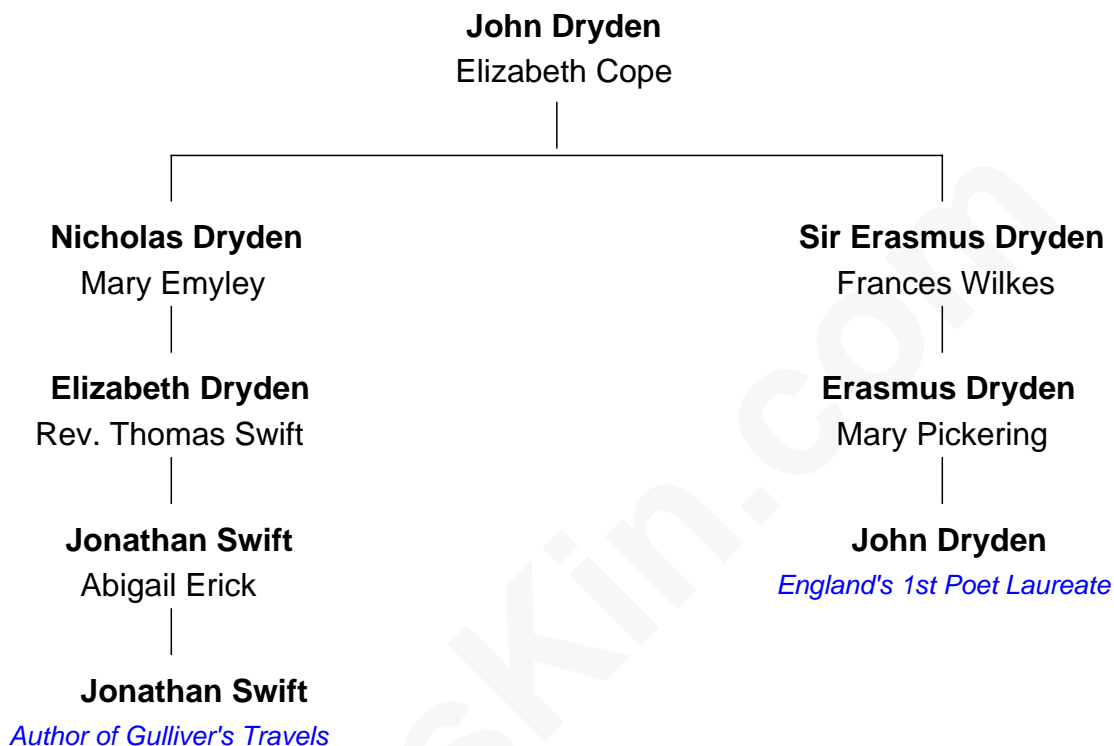 John Dryden
Elizabeth Cope
Nicholas Dryden
Mary Emyley
Elizabeth Dryden
Rev. Thomas Swift
Jonathan Swift
Abigail Erick
Jonathan Swift
Author of Gulliver's Travels
Sir Erasmus Dryden
Frances Wilkes
Erasmus Dryden
Mary Pickering
John Dryden
England's 1st Poet Laureate
sKin.com